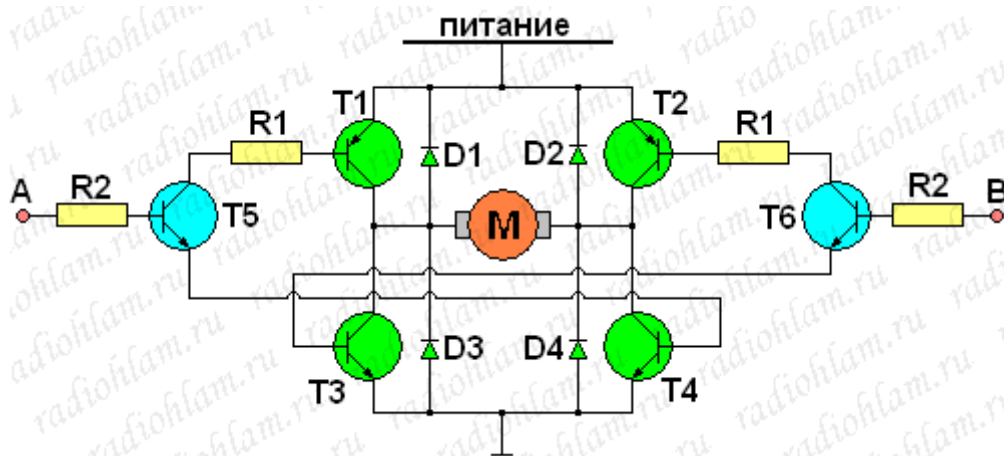 питание
T1 T2
R1 R1
D1 D2
A R2 R2 B
T5 M T6
D3 D4
T3 T4
radiohlam.ru